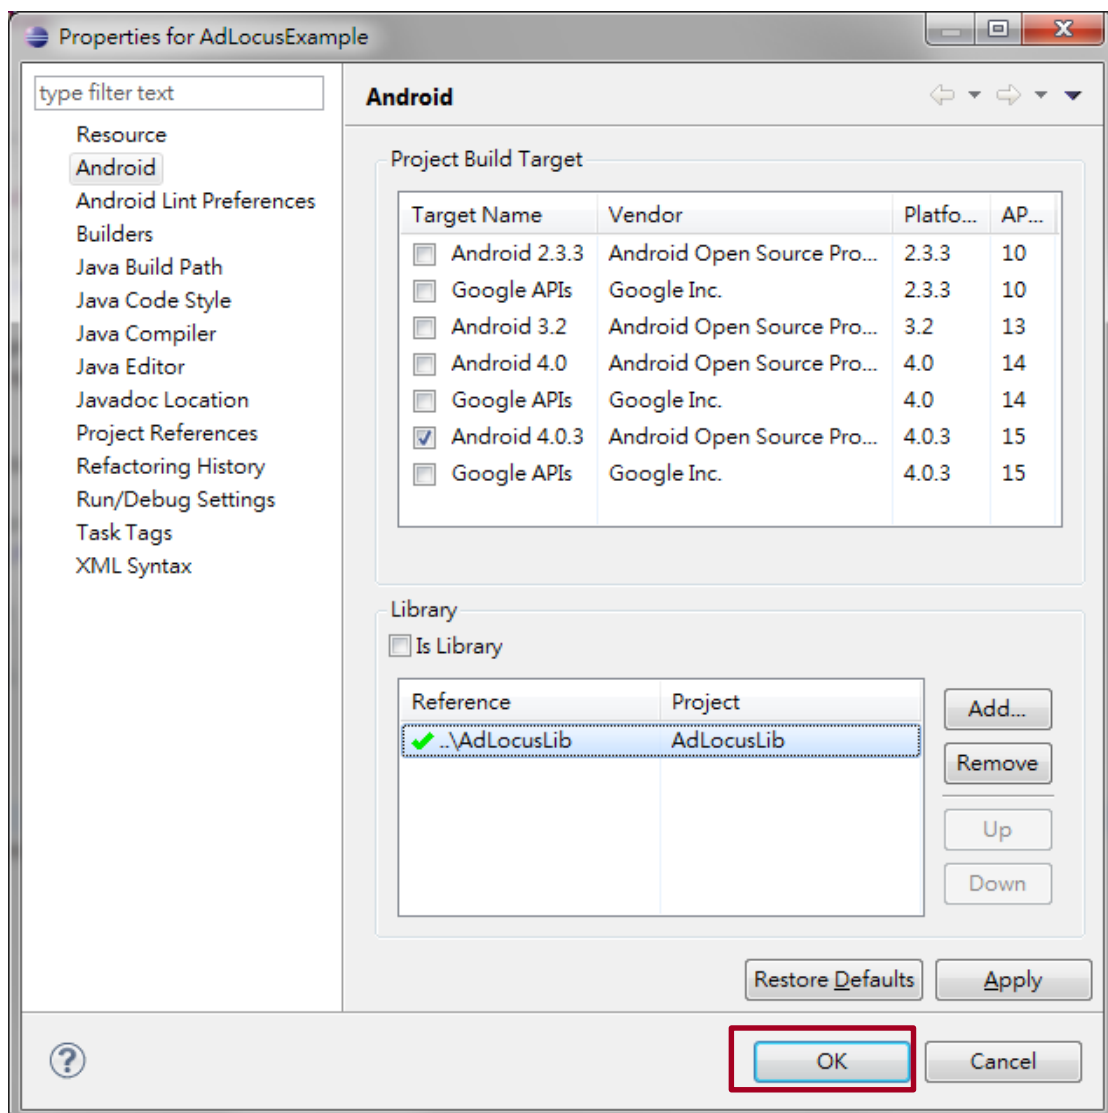 Properties for AdLocusExample
type filter text
Resource
Android
Android Lint Preferences
Builders
Java Build Path
Java Code Style
Java Compiler
Java Editor
Javadoc Location
Project References
Refactoring History
Run/Debug Settings
Task Tags
XML Syntax
Android
Project Build Target
Target Name Vendor Platfo... AP...
Android 2.3.3 Android Open Source Pro... 2.3.3 10
Google APIs Google Inc. 2.3.3 10
Android 3.2 Android Open Source Pro... 3.2 13
Android 4.0 Android Open Source Pro... 4.0 14
Google APIs Google Inc. 4.0 14
Android 4.0.3 Android Open Source Pro... 4.0.3 15
Google APIs Google Inc. 4.0.3 15
Library
Is Library
Reference Project
..\AdLocusLib AdLocusLib
Add...
Remove
Up
Down
Restore Defaults Apply
? OK Cancel